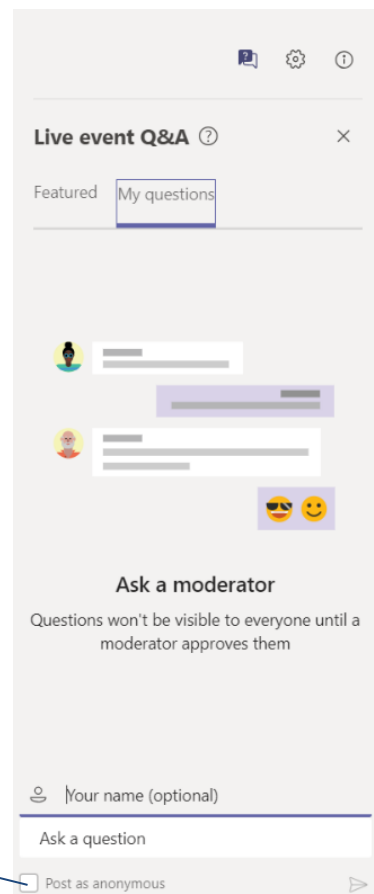 Live event Q&A ?
Featured
My questions
Ask a moderator
Questions won't be visible to everyone until a
moderator approves them
Your name (optional)
Ask a question
Post as anonymous